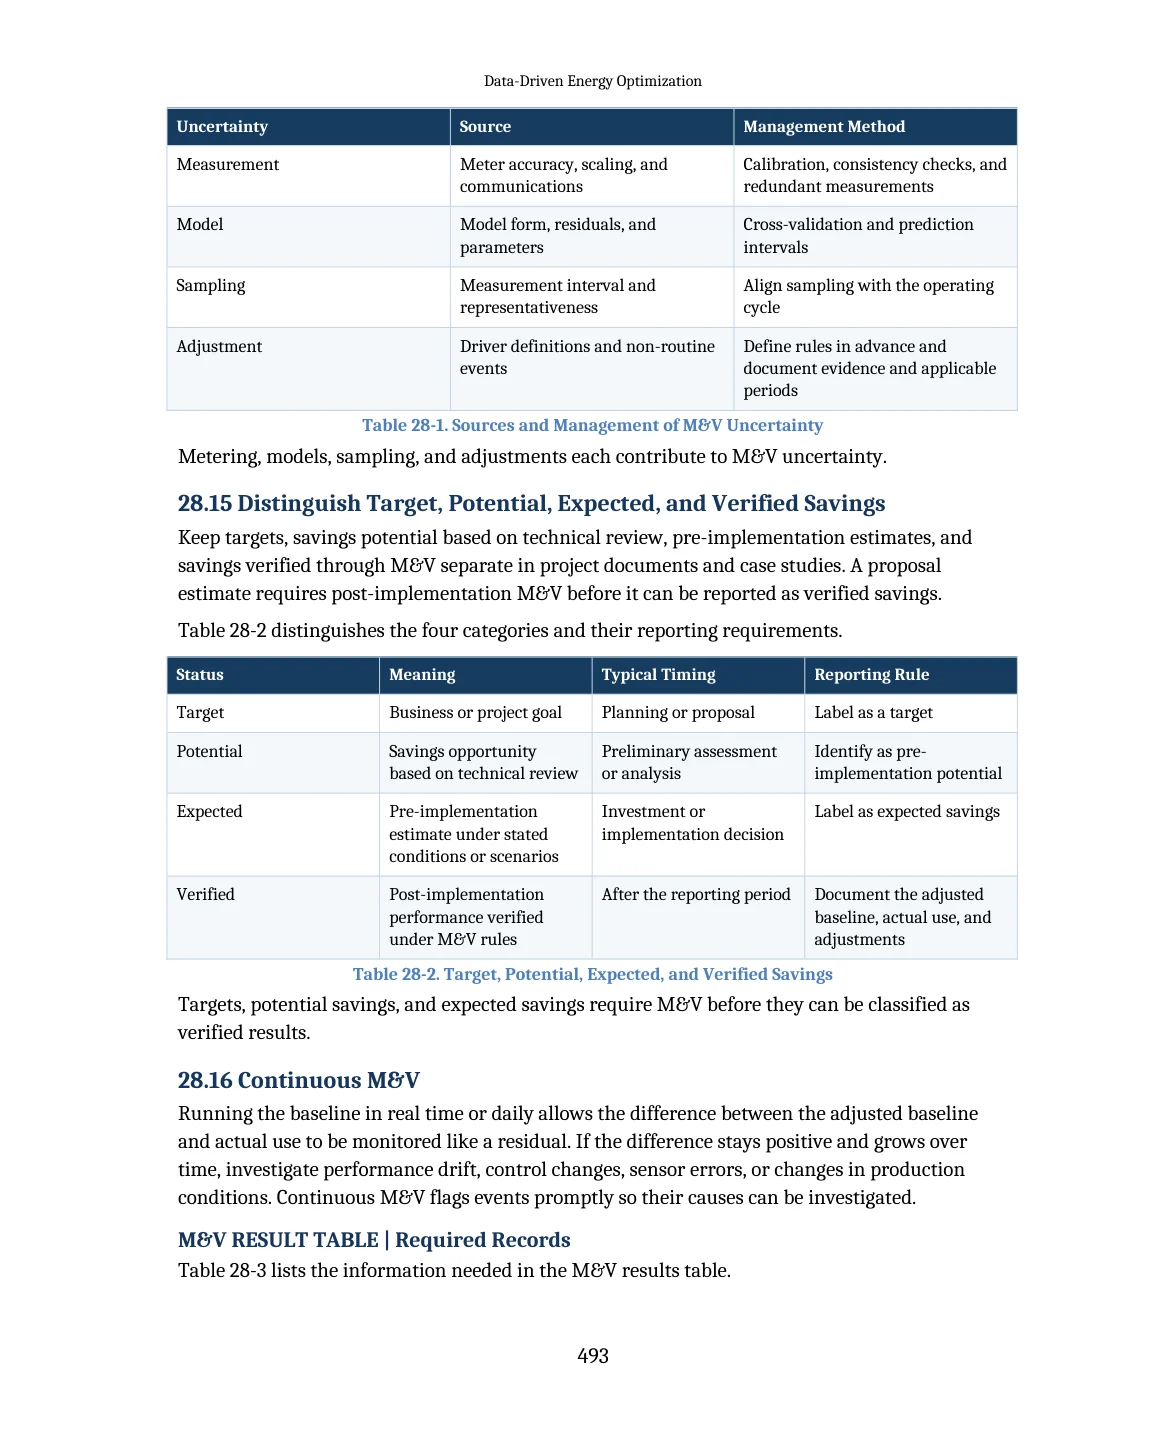 Data-Driven Energy Optimization
Uncertainty Source Management Method
Measurement Meter accuracy, scaling, and communications Calibration, consistency checks, and redundant measurements
Model Model form, residuals, and parameters Cross-validation and prediction intervals
Sampling Measurement interval and representativeness Align sampling with the operating cycle
Adjustment Driver definitions and non-routine events Define rules in advance and document evidence and applicable periods
Table 28-1. Sources and Management of M&V Uncertainty
Metering, models, sampling, and adjustments each contribute to M&V uncertainty.
28.15 Distinguish Target, Potential, Expected, and Verified Savings
Keep targets, savings potential based on technical review, pre-implementation estimates, and
savings verified through M&V separate in project documents and case studies. A proposal
estimate requires post-implementation M&V before it can be reported as verified savings.
Table 28-2 distinguishes the four categories and their reporting requirements.
Status Meaning Typical Timing Reporting Rule
Target Business or project goal Planning or proposal Label as a target
Potential Savings opportunity based on technical review Preliminary assessment or analysis Identify as pre-implementation potential
Expected Pre-implementation estimate under stated conditions or scenarios Investment or implementation decision Label as expected savings
Verified Post-implementation performance verified under M&V rules After the reporting period Document the adjusted baseline, actual use, and adjustments
Table 28-2. Target, Potential, Expected, and Verified Savings
Targets, potential savings, and expected savings require M&V before they can be classified as
verified results.
28.16 Continuous M&V
Running the baseline in real time or daily allows the difference between the adjusted baseline
and actual use to be monitored like a residual. If the difference stays positive and grows over
time, investigate performance drift, control changes, sensor errors, or changes in production
conditions. Continuous M&V flags events promptly so their causes can be investigated.
M&V RESULT TABLE | Required Records
Table 28-3 lists the information needed in the M&V results table.
493